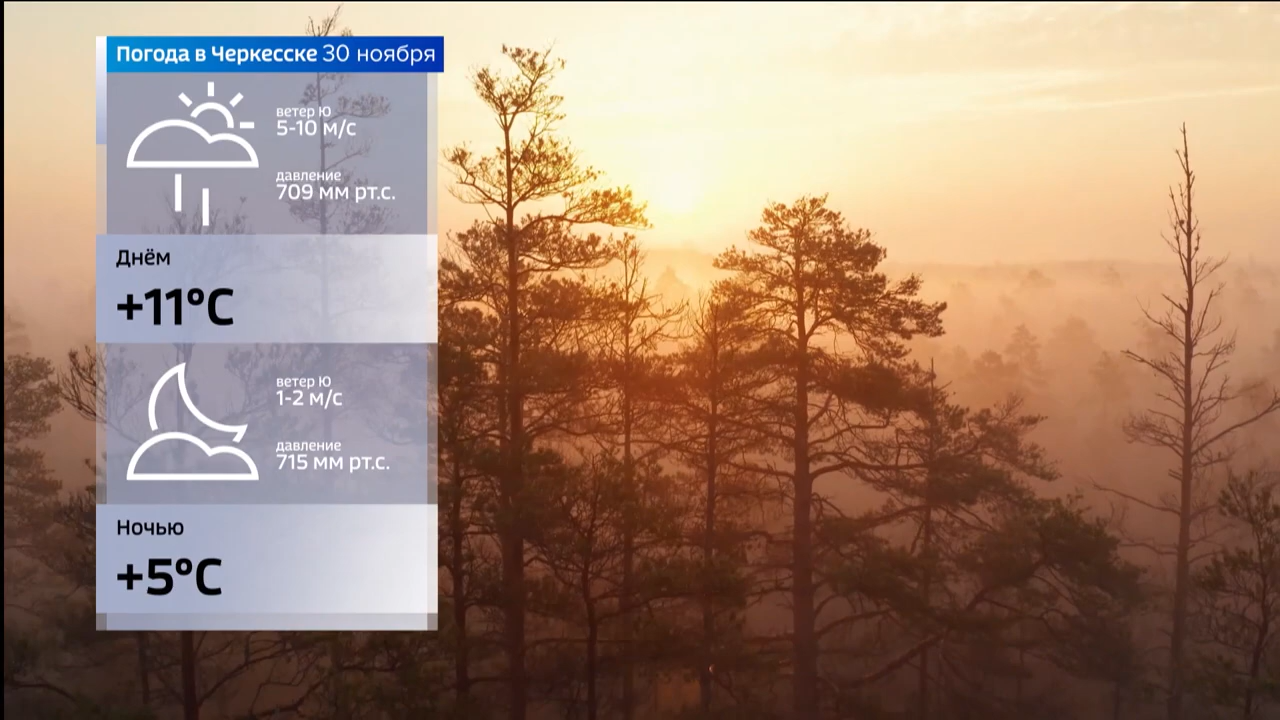 Погода в Черкесске 30 ноября
ветер Ю
5-10 м/с
давление
709 мм рт.с.
Днём
+11°C
ветер Ю
1-2 м/с
давление
715 мм рт.с.
Ночью
+5°C